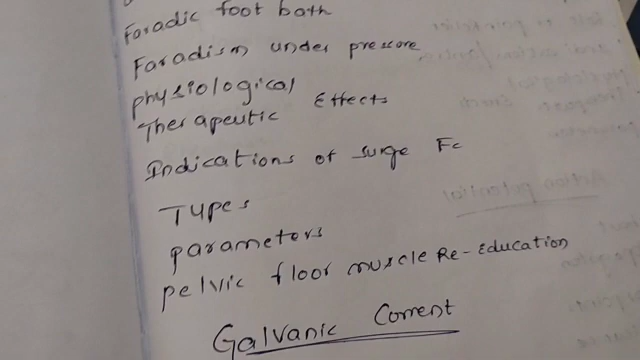 Faradic foot bath
Faradism under pressure
physiological
Therapeutic Effects
Indications of surge Fc
Types
parameters
pelvic floor muscle Re-Education
Galvanic Current